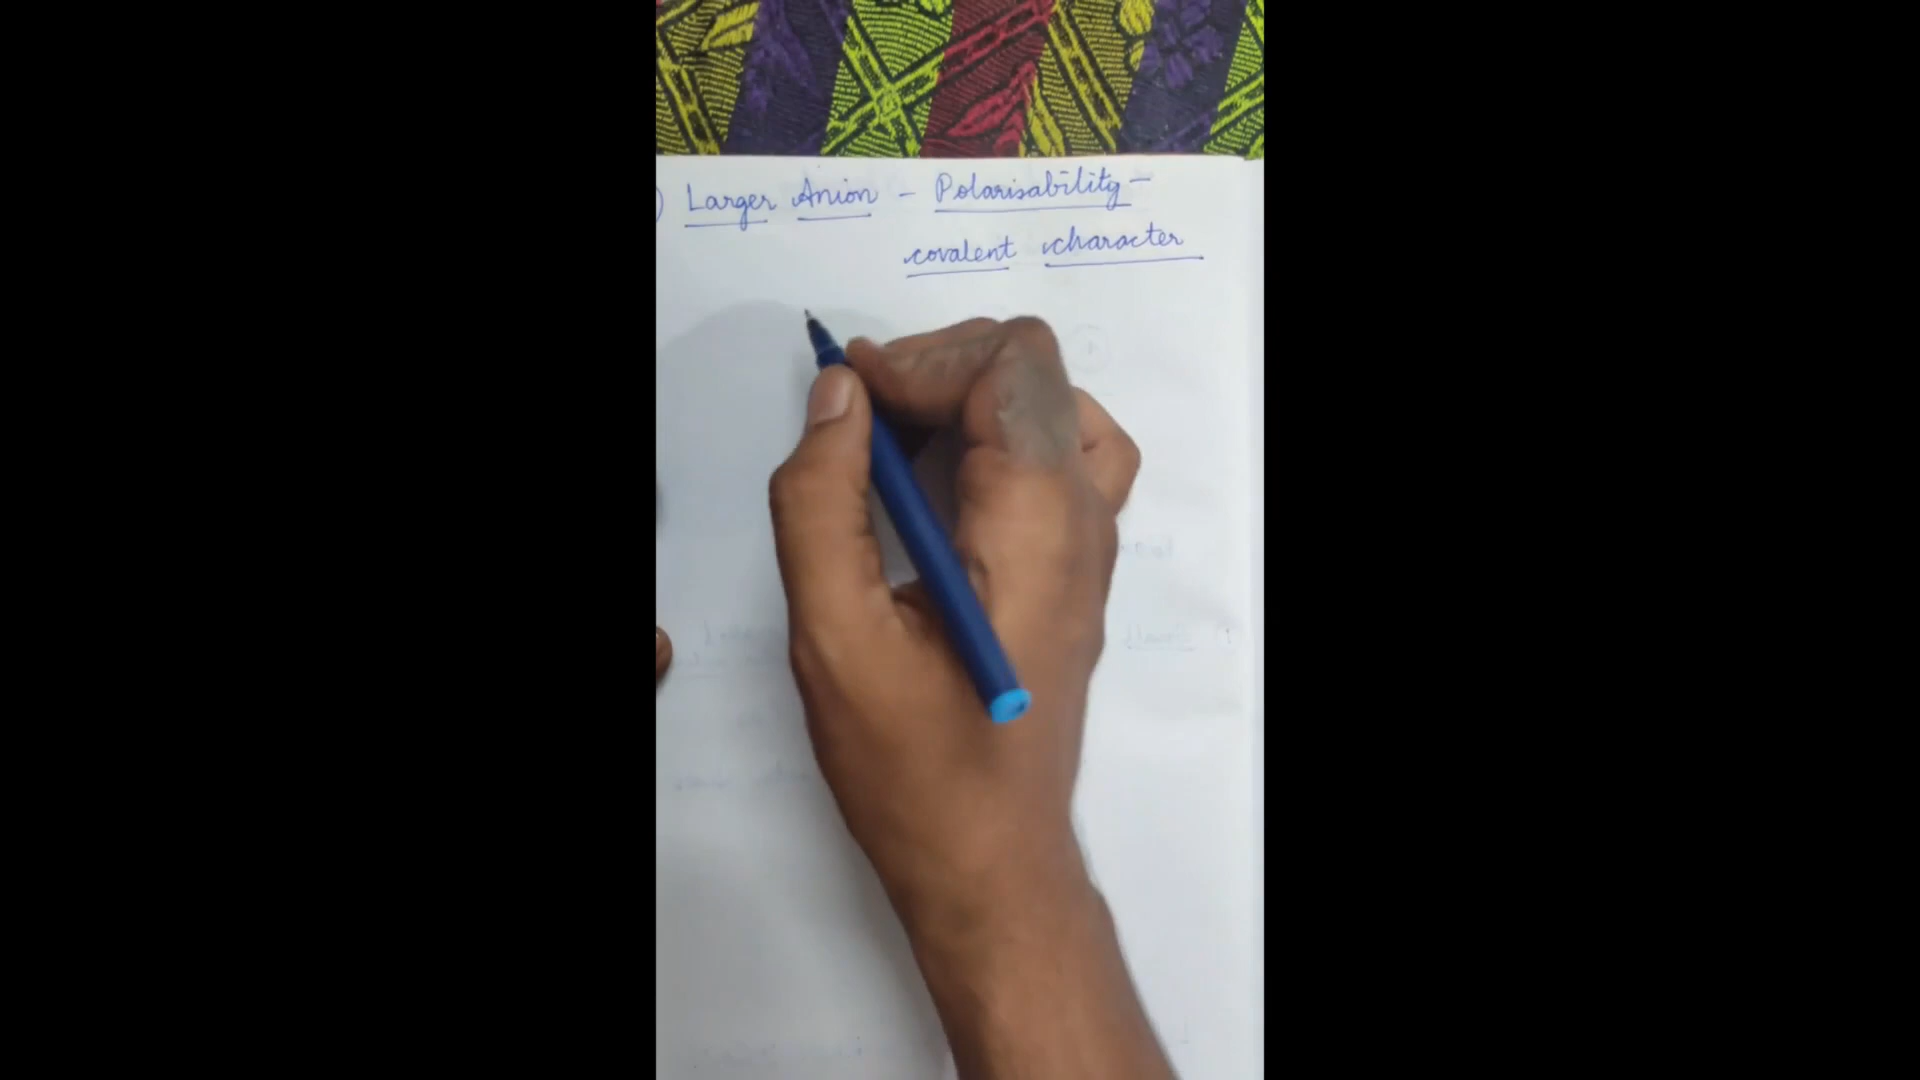 ) Larger Anion - Polarisability -
covalent character